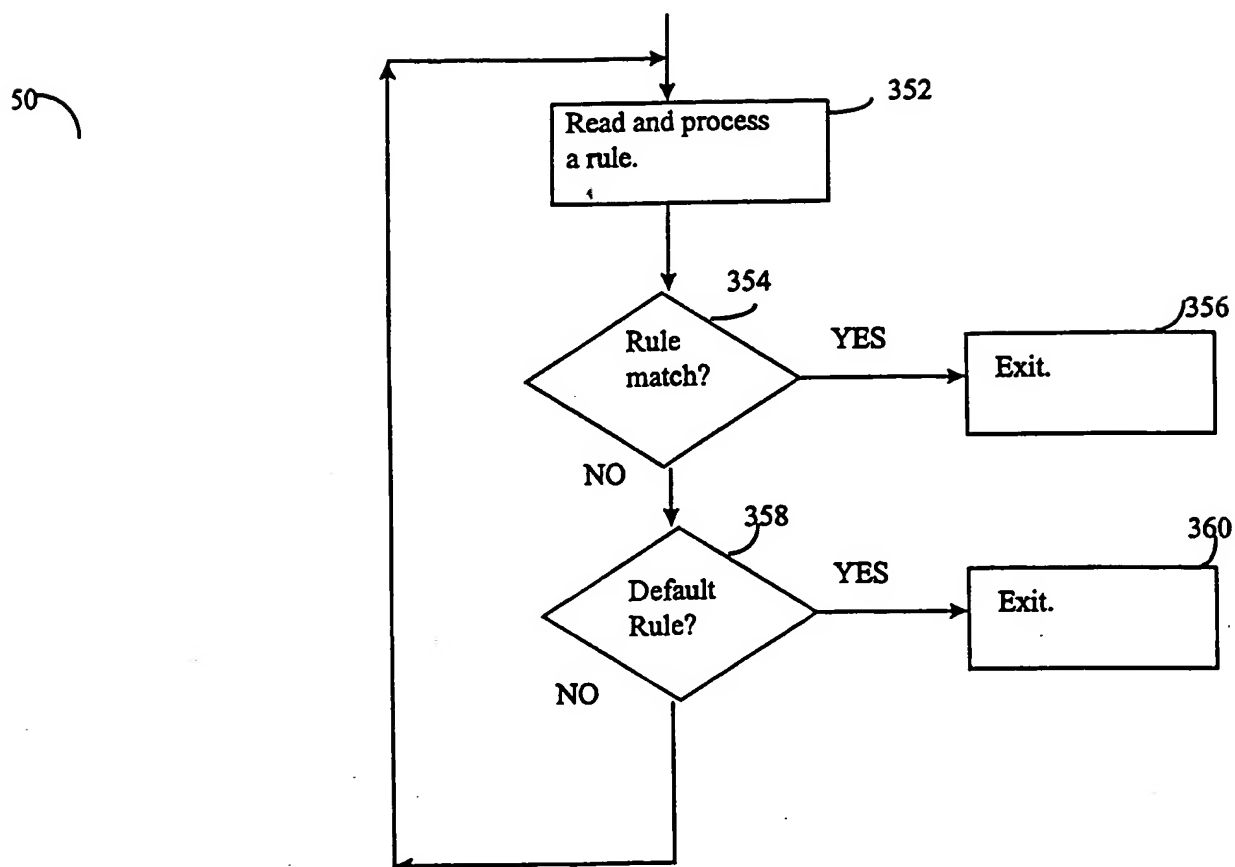 50
352
Read and process
a rule.
354
Rule
match?
YES
356
Exit.
NO
358
Default
Rule?
YES
360
Exit.
NO